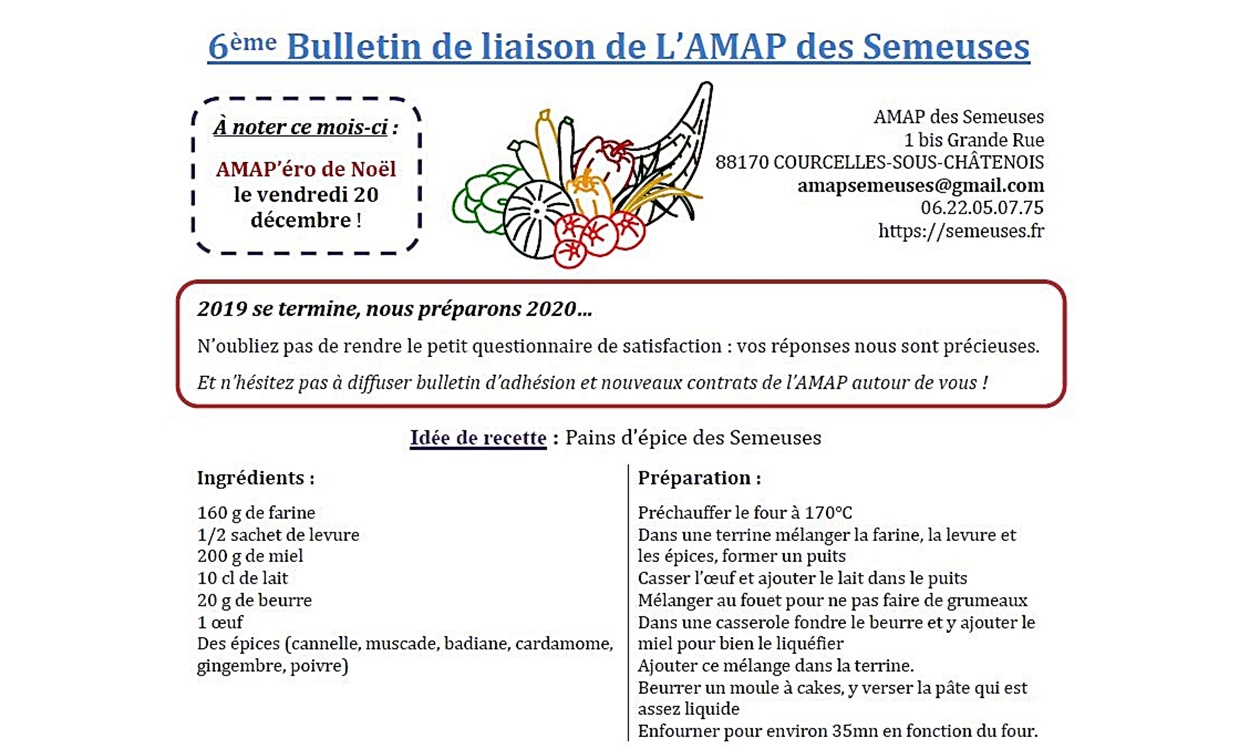 6ème Bulletin de liaison de L’AMAP des Semeuses
À noter ce mois-ci :
AMAP’éro de Noël
le vendredi 20
décembre !
AMAP des Semeuses
1 bis Grande Rue
88170 COURCELLES-SOUS-CHÂTENOIS
amapsemeuses@gmail.com
06.22.05.07.75
https://semeuses.fr
2019 se termine, nous préparons 2020…
N’oubliez pas de rendre le petit questionnaire de satisfaction : vos réponses nous sont précieuses.
Et n’hésitez pas à diffuser bulletin d’adhésion et nouveaux contrats de l’AMAP autour de vous !
Idée de recette : Pains d’épice des Semeuses
Ingrédients :
160 g de farine
1/2 sachet de levure
200 g de miel
10 cl de lait
20 g de beurre
1 œuf
Des épices (cannelle, muscade, badiane, cardamome,
gingembre, poivre)
Préparation :
Préchauffer le four à 170°C
Dans une terrine mélanger la farine, la levure et
les épices, former un puits
Casser l’œuf et ajouter le lait dans le puits
Mélanger au fouet pour ne pas faire de grumeaux
Dans une casserole fondre le beurre et y ajouter le
miel pour bien le liquéfier
Ajouter ce mélange dans la terrine.
Beurrer un moule à cakes, y verser la pâte qui est
assez liquide
Enfourner pour environ 35mn en fonction du four.